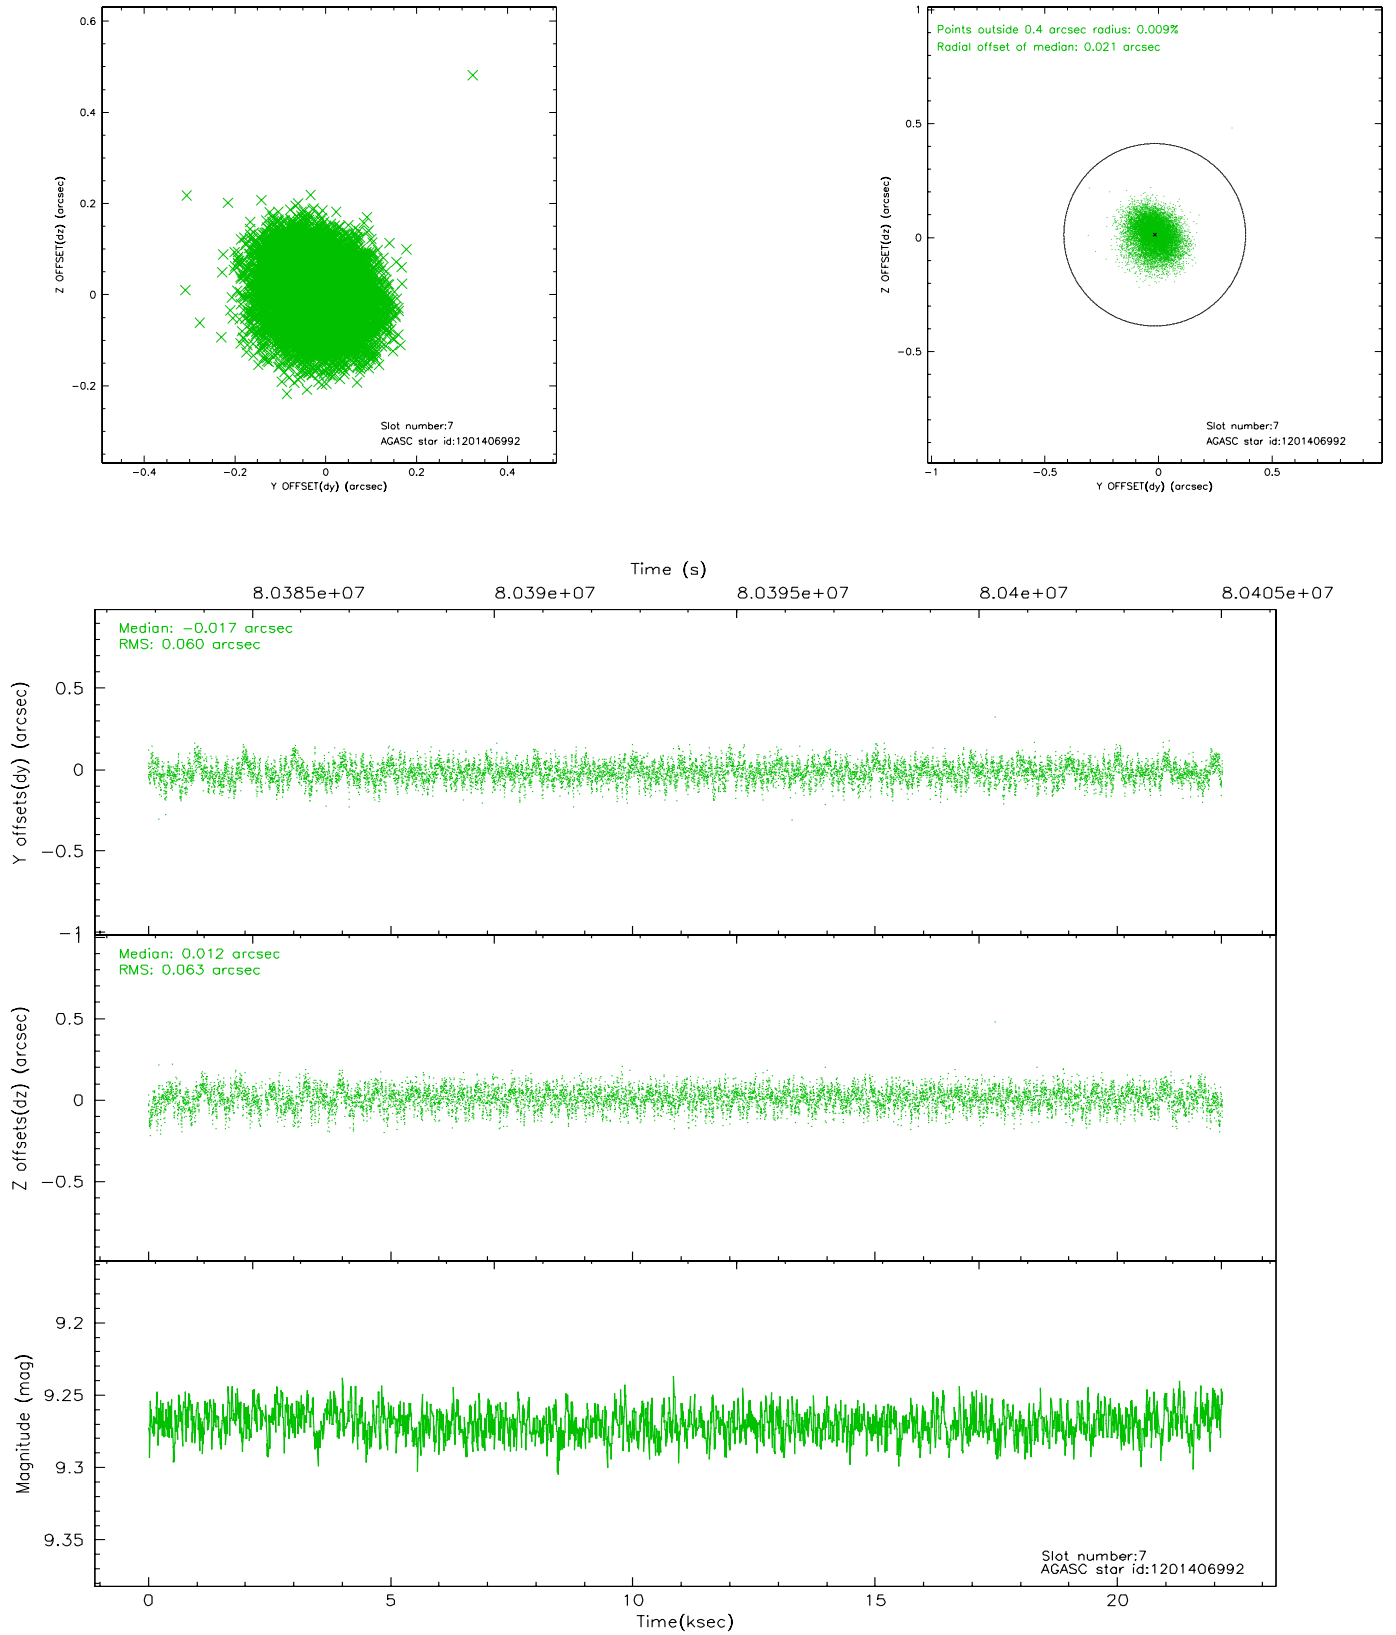 0.6
0.4
0.2
0
−0.2
Z OFFSET(dz) (arcsec)
Slot number:7
AGASC star id:1201406992
−0.4 −0.2 0 0.2 0.4
Y OFFSET(dy) (arcsec)
Points outside 0.4 arcsec radius: 0.009%
Radial offset of median: 0.021 arcsec
1
0.5
0
−0.5
Z OFFSET(dz) (arcsec)
Slot number:7
AGASC star id:1201406992
−1 −0.5 0 0.5
Y OFFSET(dy) (arcsec)
Time (s)
8.0385e+07 8.039e+07 8.0395e+07 8.04e+07 8.0405e+07
Median: −0.017 arcsec
RMS: 0.060 arcsec
0.5
0
−0.5
−1
Y offsets(dy) (arcsec)
Median: 0.012 arcsec
RMS: 0.063 arcsec
1
0.5
0
−0.5
Z offsets(dz) (arcsec)
9.2
9.25
9.3
9.35
Magnitude (mag)
Slot number:7
AGASC star id:1201406992
0 5 10 15 20
Time(ksec)